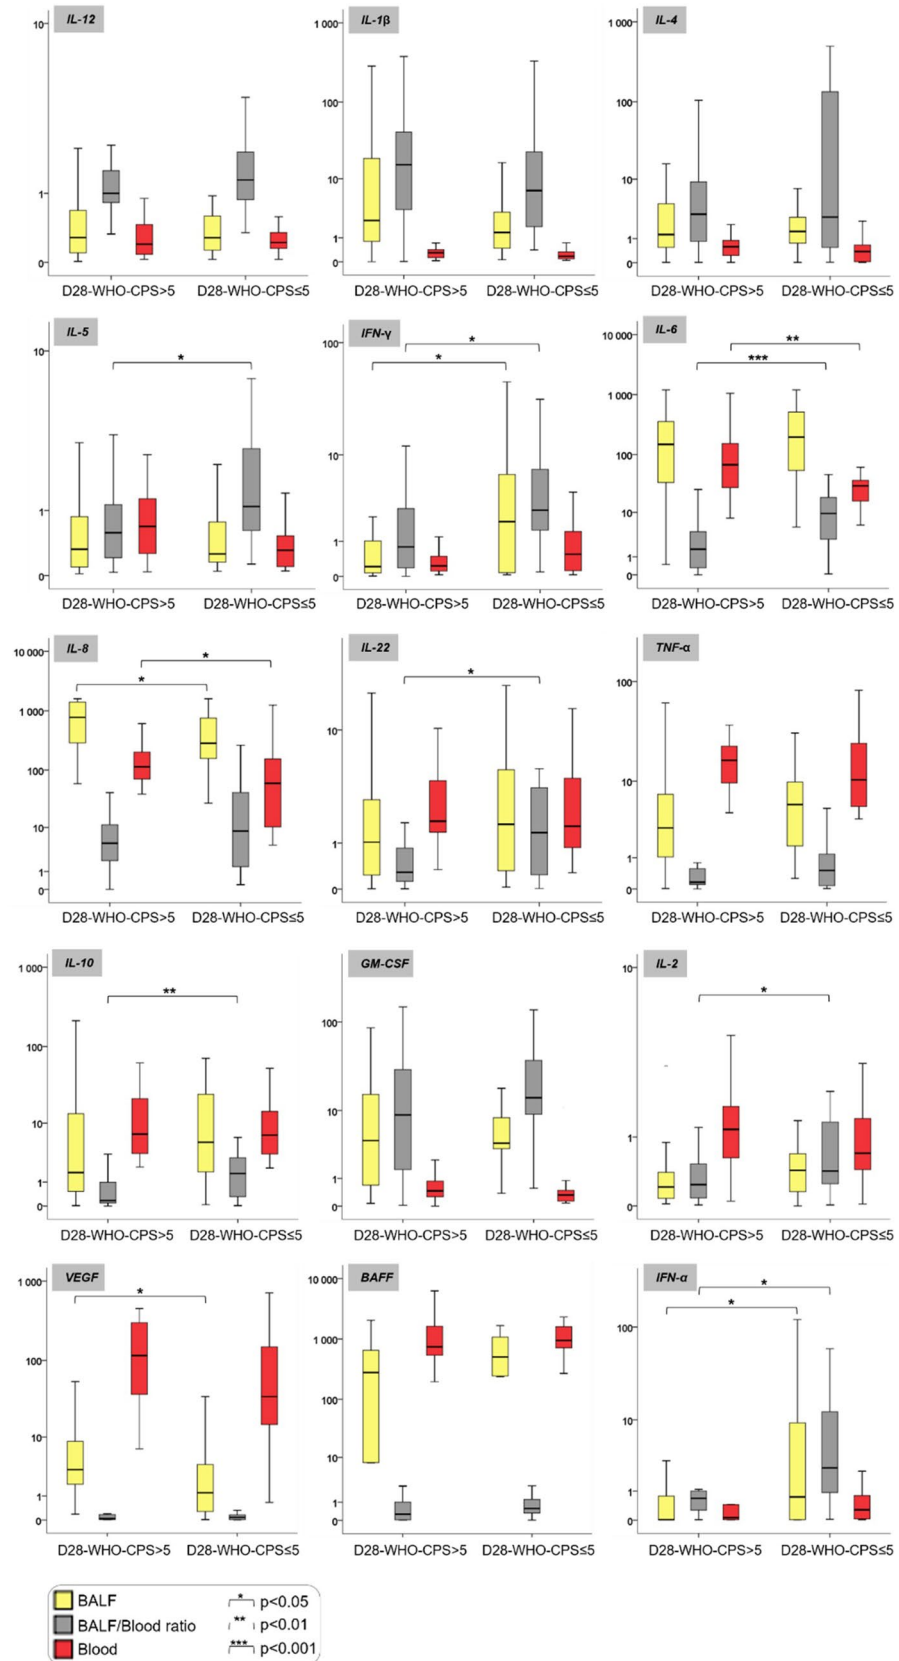 IL-12 IL-1β IL-4
10 1 000 1 000
100 100
1 10 10
1 1
0 0 0
D28-WHO-CPS>5 D28-WHO-CPS≤5 D28-WHO-CPS>5 D28-WHO-CPS≤5 D28-WHO-CPS>5 D28-WHO-CPS≤5
IL-5 IFN-γ IL-6
10 100 10 000
* * * ** ***
1 000
10 100
1 10
1 1
0 0 0
D28-WHO-CPS>5 D28-WHO-CPS≤5 D28-WHO-CPS>5 D28-WHO-CPS≤5 D28-WHO-CPS>5 D28-WHO-CPS≤5
IL-8 IL-22 TNF-α
10 000
* * *
1 000 10 100
100 10
10
1 1 1
0 0 0
D28-WHO-CPS>5 D28-WHO-CPS≤5 D28-WHO-CPS>5 D28-WHO-CPS≤5 D28-WHO-CPS>5 D28-WHO-CPS≤5
IL-10 GM-CSF IL-2
1 000 10
** *
100 100
10 10
1 1 1
0 0 0
D28-WHO-CPS>5 D28-WHO-CPS≤5 D28-WHO-CPS>5 D28-WHO-CPS≤5 D28-WHO-CPS>5 D28-WHO-CPS≤5
VEGF BAFF IFN-α
1 000 10 000
* * *
100 1 000 100
10 100 10
10
1 1 1
0 0 0
D28-WHO-CPS>5 D28-WHO-CPS≤5 D28-WHO-CPS>5 D28-WHO-CPS≤5 D28-WHO-CPS>5 D28-WHO-CPS≤5
BALF * p<0.05
BALF/Blood ratio ** p<0.01
Blood *** p<0.001